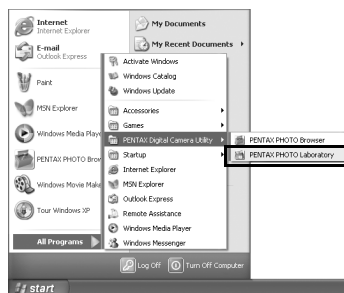 Internet
Internet Explorer
E-mail
Outlook Express
Paint
MSN Explorer
Windows Media Playe
PENTAX PHOTO Brow
Windows Movie Make
Tour Windows XP
All Programs
My Documents
My Recent Documents
Activate Windows
Windows Catalog
Windows Update
Accessories
Games
PENTAX Digital Camera Utility
Startup
Internet Explorer
MSN Explorer
Outlook Express
Remote Assistance
Windows Media Player
Windows Messenger
PENTAX PHOTO Browser
PENTAX PHOTO Laboratory
Log Off
Turn Off Computer
start